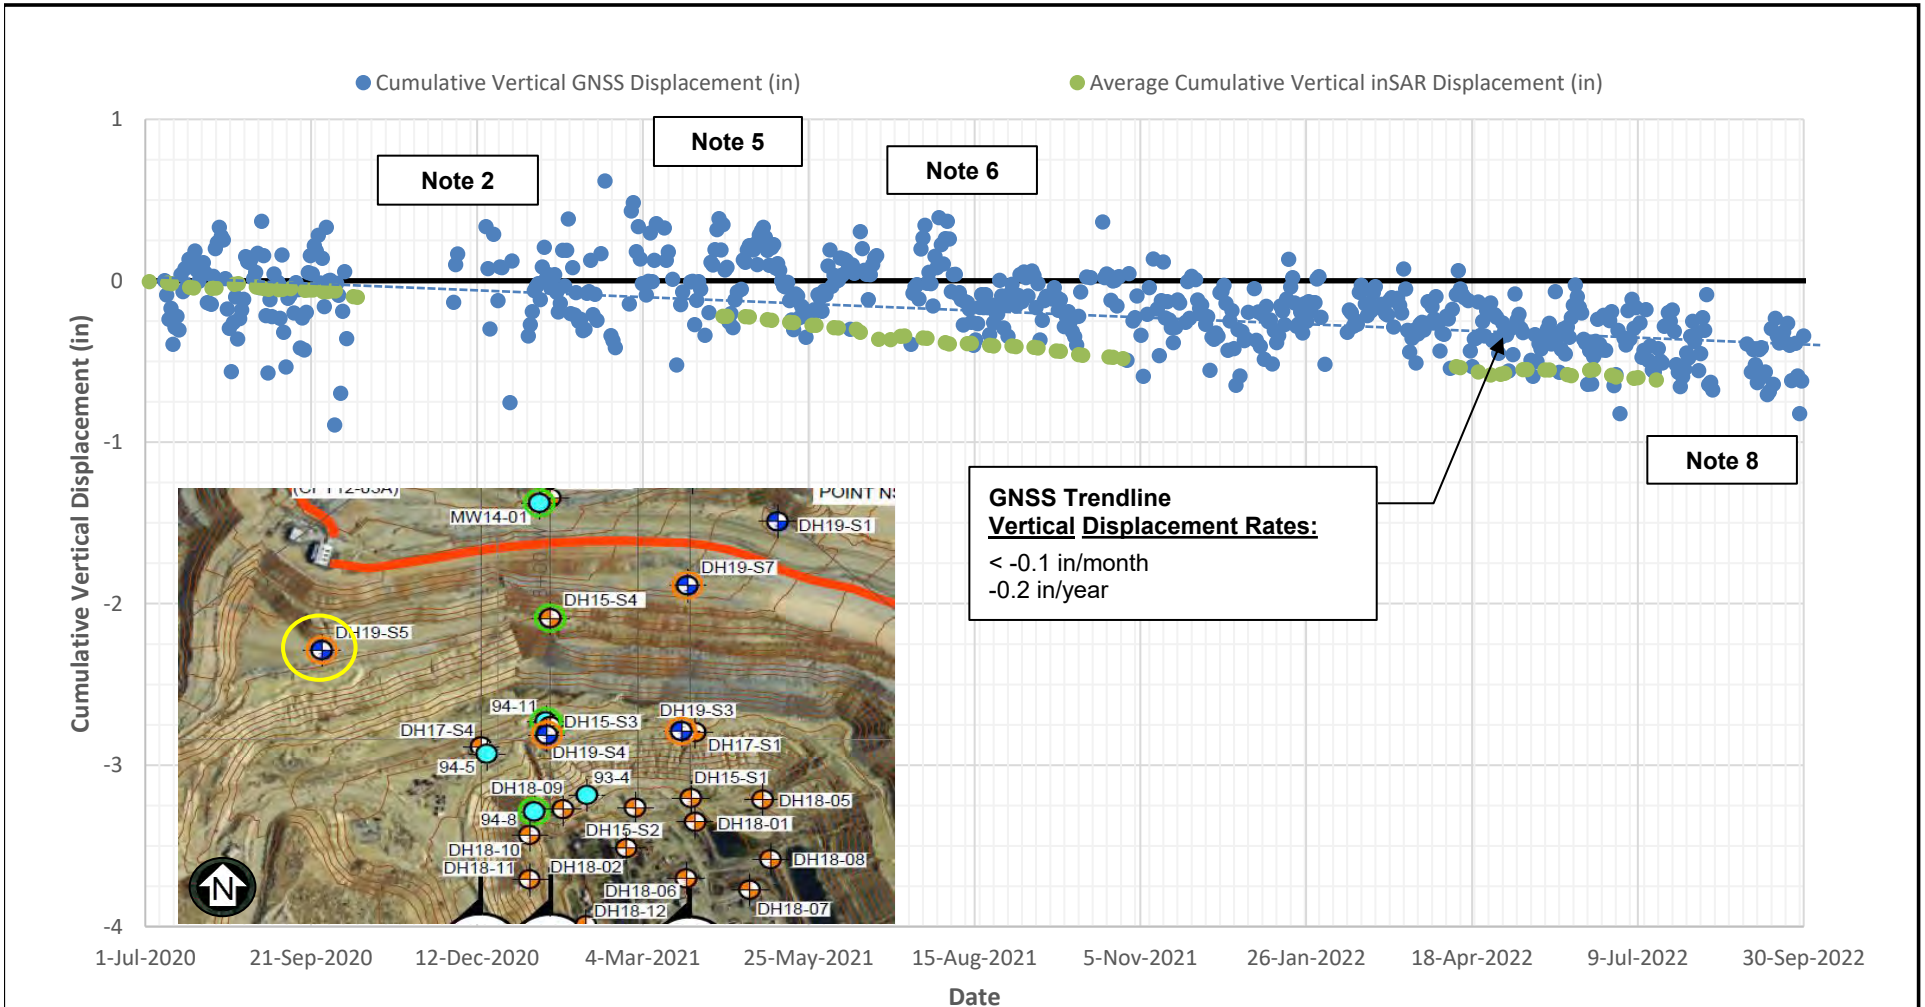 Cumulative Vertical GNSS Displacement (in)
Average Cumulative Vertical inSAR Displacement (in)
Note 5
Note 6
Note 2
Note 8
1
0
-1
-2
-3
-4
Cumulative Vertical Displacement (in)
GNSS Trendline
Vertical Displacement Rates:
< -0.1 in/month
-0.2 in/year
MW14-01
DH19-S1
DH19-S7
DH15-S4
DH19-S5
94-11
DH15-S3
DH19-S3
DH17-S4
DH19-S4
DH17-S1
94-5
93-4
DH15-S1
DH18-09
DH18-05
94-8
DH15-S2
DH18-01
DH18-10
DH18-11
DH18-02
DH18-08
DH18-06
DH18-12
DH18-07
N
1-Jul-2020
21-Sep-2020
12-Dec-2020
4-Mar-2021
25-May-2021
15-Aug-2021
5-Nov-2021
26-Jan-2022
18-Apr-2022
9-Jul-2022
30-Sep-2022
Date